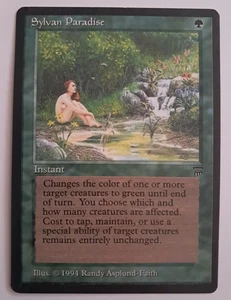 Sylvan Paradise
Instant
Changes the color of one or more
target creatures to green until end
of turn. You choose which and
how many creatures are affected.
Cost to tap, maintain, or use a
special ability of target creatures
remains entirely unchanged.
Illus. © 1994 Randy Asplund-Faith